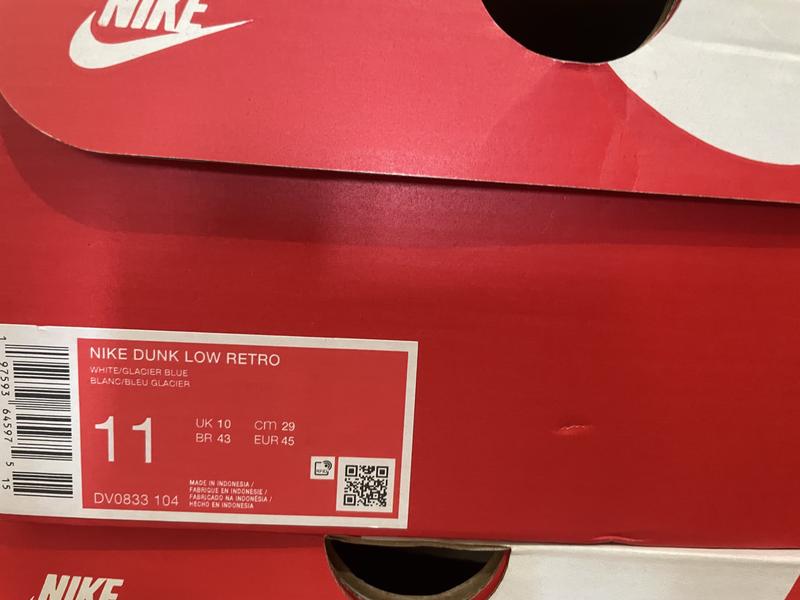 NIKE
NIKE DUNK LOW RETRO
WHITE/GLACIER BLUE
BLANC/BLEU GLACIER
11
UK 10 cm 29
BR 43 EUR 45
DV0833 104
MADE IN INDONESIA /
FABRIQUE EN INDONESIE /
FABRICADO NA INDONÉSIA /
HECHO EN INDONESIA
1 97593 64597 5 15
NIKE